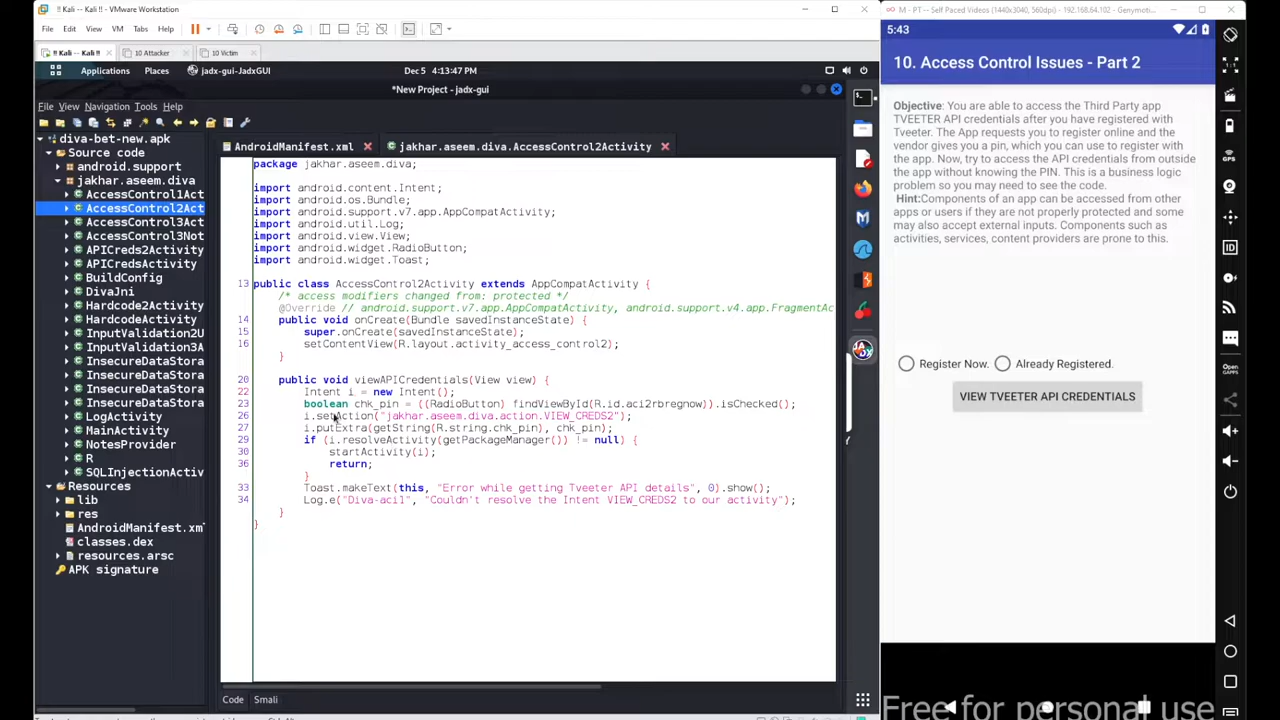 !! Kali -- Kali !! - VMware Workstation
File Edit View VM Tabs Help
!! Kali -- Kali !! 10 Attacker 10 Victim
Applications Places jadx-gui-JadxGUI Dec 5 4:13:47 PM
*New Project - jadx-gui
File View Navigation Tools Help
diva-bet-new.apk
Source code
android.support
jakhar.aseem.diva
AccessControl1Act
AccessControl2Act
AccessControl3Act
AccessControl3Not
APICreds2Activity
APICredsActivity
BuildConfig
DivaJni
Hardcode2Activity
HardcodeActivity
InputValidation2U
InputValidation3A
InsecureDataStora
InsecureDataStora
InsecureDataStora
InsecureDataStora
LogActivity
MainActivity
NotesProvider
R
SQLInjectionActiv
Resources
lib
res
AndroidManifest.xm
classes.dex
resources.arsc
APK signature
AndroidManifest.xml jakhar.aseem.diva.AccessControl2Activity
package jakhar.aseem.diva;
import android.content.Intent;
import android.os.Bundle;
import android.support.v7.app.AppCompatActivity;
import android.util.Log;
import android.view.View;
import android.widget.RadioButton;
import android.widget.Toast;
13 public class AccessControl2Activity extends AppCompatActivity {
/* access modifiers changed from: protected */
@Override // android.support.v7.app.AppCompatActivity, android.support.v4.app.FragmentAc
14 public void onCreate(Bundle savedInstanceState) {
15 super.onCreate(savedInstanceState);
16 setContentView(R.layout.activity_access_control2);
}
20 public void viewAPICredentials(View view) {
22 Intent i = new Intent();
23 boolean chk_pin = ((RadioButton) findViewById(R.id.aci2rbregnow)).isChecked();
26 i.setAction("jakhar.aseem.diva.action.VIEW_CREDS2");
27 i.putExtra(getString(R.string.chk_pin), chk_pin);
29 if (i.resolveActivity(getPackageManager()) != null) {
30 startActivity(i);
36 return;
}
33 Toast.makeText(this, "Error while getting Tveeter API details", 0).show();
34 Log.e("Diva-aci1", "Couldn't resolve the Intent VIEW_CREDS2 to our activity");
}
}
Code Smali
M - PT -- Self Paced Videos (1440x3040, 560dpi) - 192.168.64.102 - Genymoti...
5:43
10. Access Control Issues - Part 2
Objective: You are able to access the Third Party app
TVEETER API credentials after you have registered with
Tveeter. The App requests you to register online and the
vendor gives you a pin, which you can use to register with
the app. Now, try to access the API credentials from outside
the app without knowing the PIN. This is a business logic
problem so you may need to see the code.
Hint:Components of an app can be accessed from other
apps or users if they are not properly protected and some
may also accept external inputs. Components such as
activities, services, content providers are prone to this.
Register Now. Already Registered.
VIEW TVEETER API CREDENTIALS
Free for personal use
GPS
ID